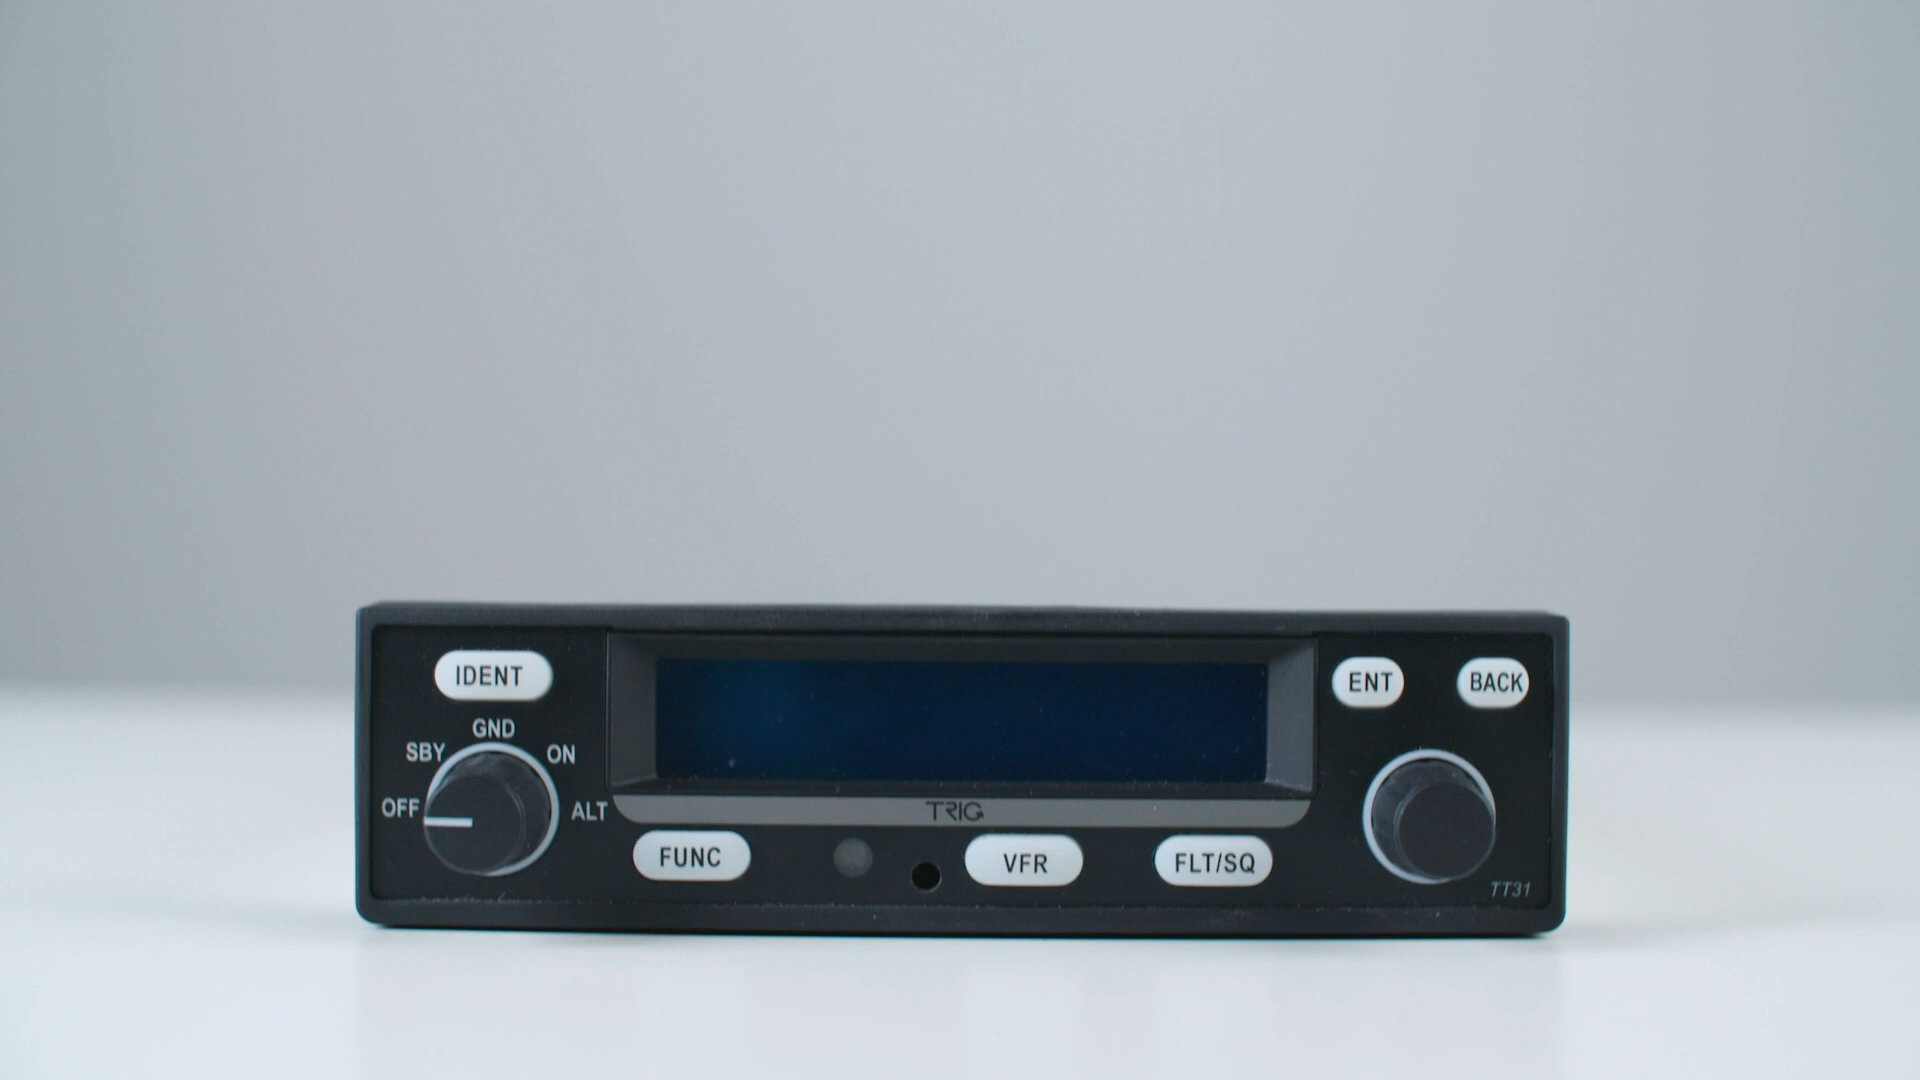 IDENT
GND
SBY
ON
OFF
ALT
FUNC
TRIG
VFR
FLT/SQ
ENT
BACK
TT31